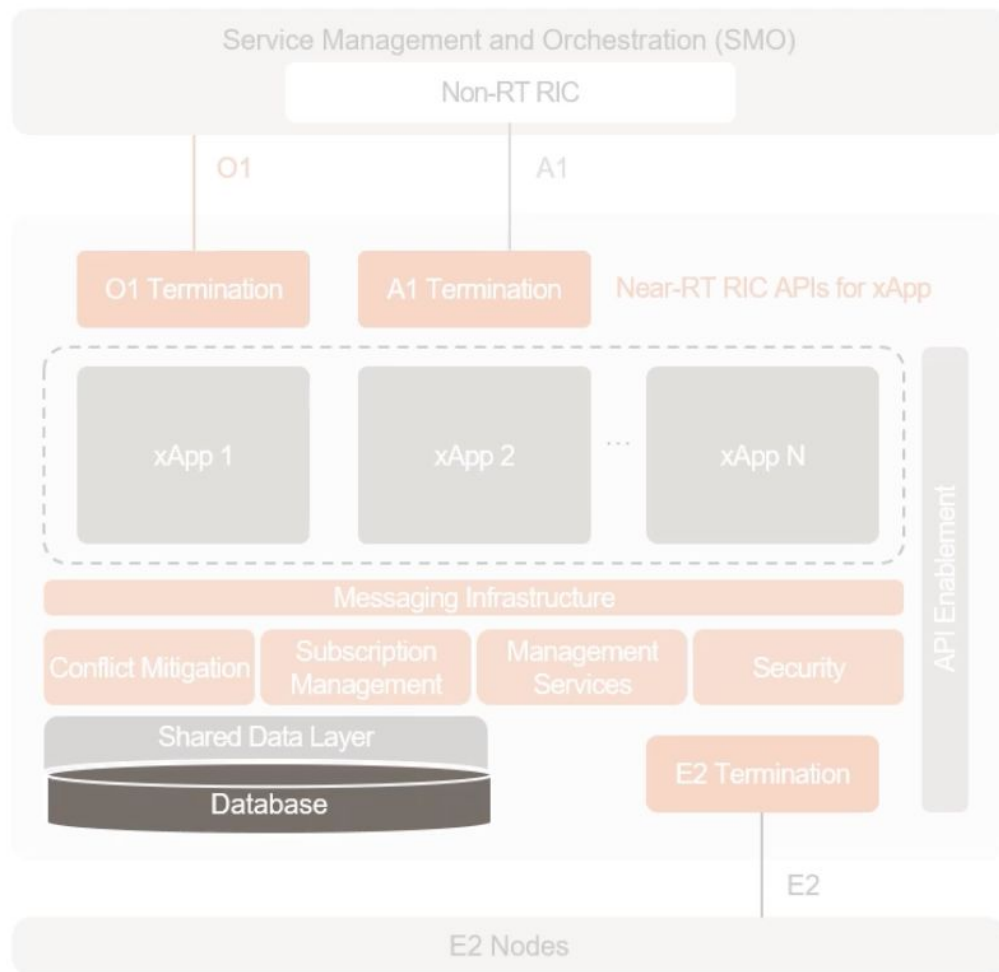 Service Management and Orchestration (SMO)
Non-RT RIC
O1
A1
O1 Termination
A1 Termination
Near-RT RIC APIs for xApp
xApp 1
xApp 2
...
xApp N
API Enablement
Messaging Infrastructure
Conflict Mitigation
Subscription
Management
Management
Services
Security
Shared Data Layer
E2 Termination
Database
E2
E2 Nodes